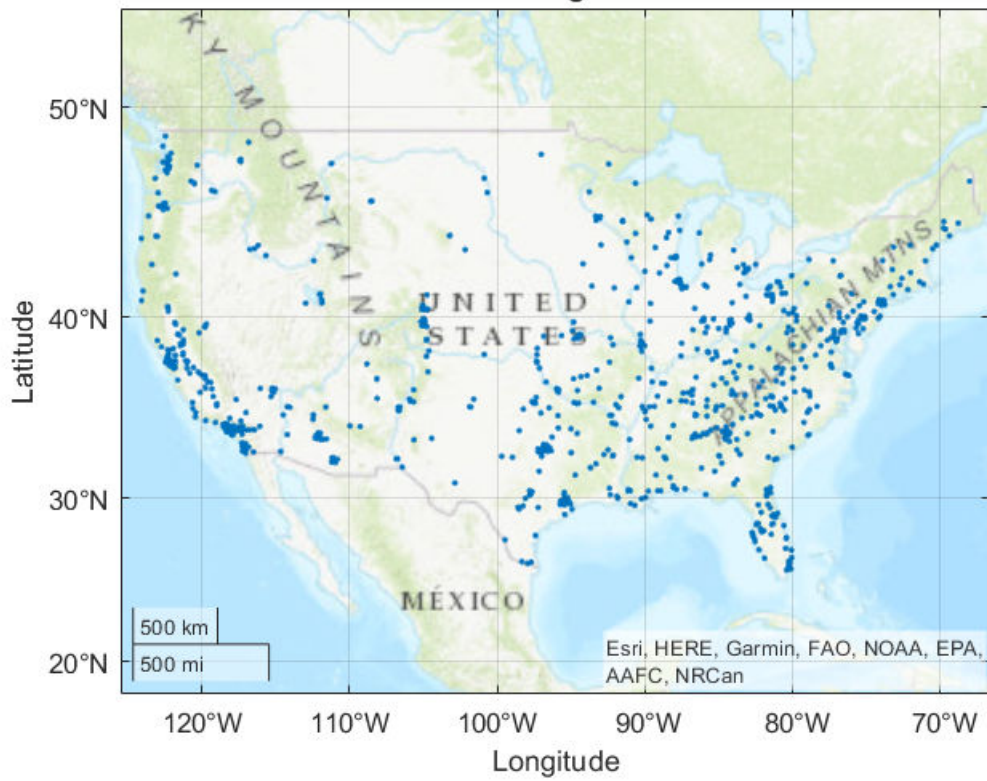 KY MOUNTAINS
50°N
40°N
30°N
20°N
Latitude
UNITED
STATES
APPALACHIAN MTNS
MÉXICO
500 km
500 mi
Esri, HERE, Garmin, FAO, NOAA, EPA,
AAFC, NRCan
120°W 110°W 100°W 90°W 80°W 70°W
Longitude